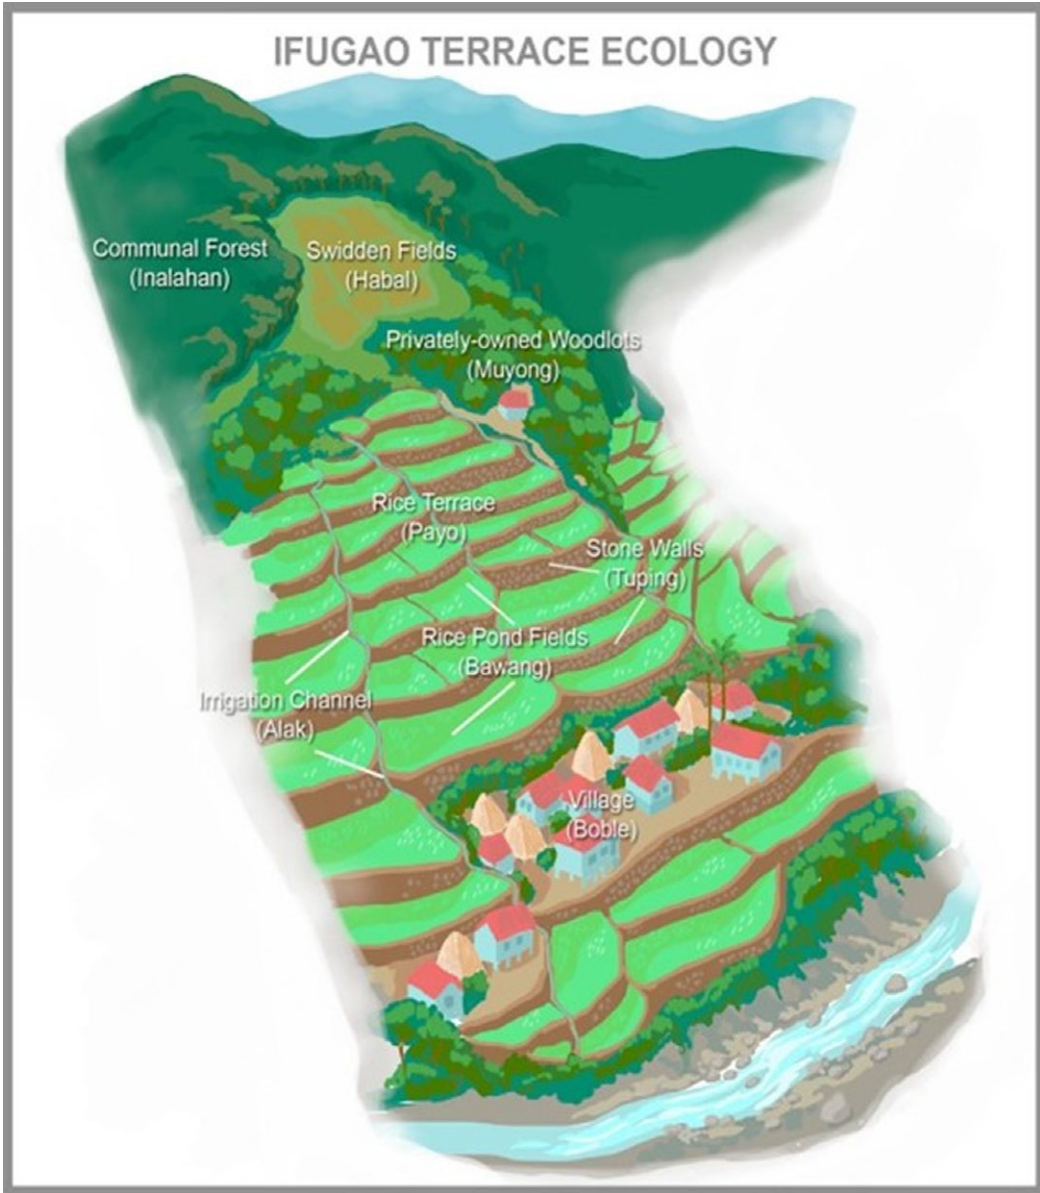 IFUGAO TERRACE ECOLOGY
Communal Forest
(Inalahan)
Swidden Fields
(Habal)
Privately-owned Woodlots
(Muyong)
Rice Terrace
(Payo)
Stone Walls
(Tuping)
Rice Pond Fields
(Bawang)
Irrigation Channel
(Alak)
Village
(Boble)